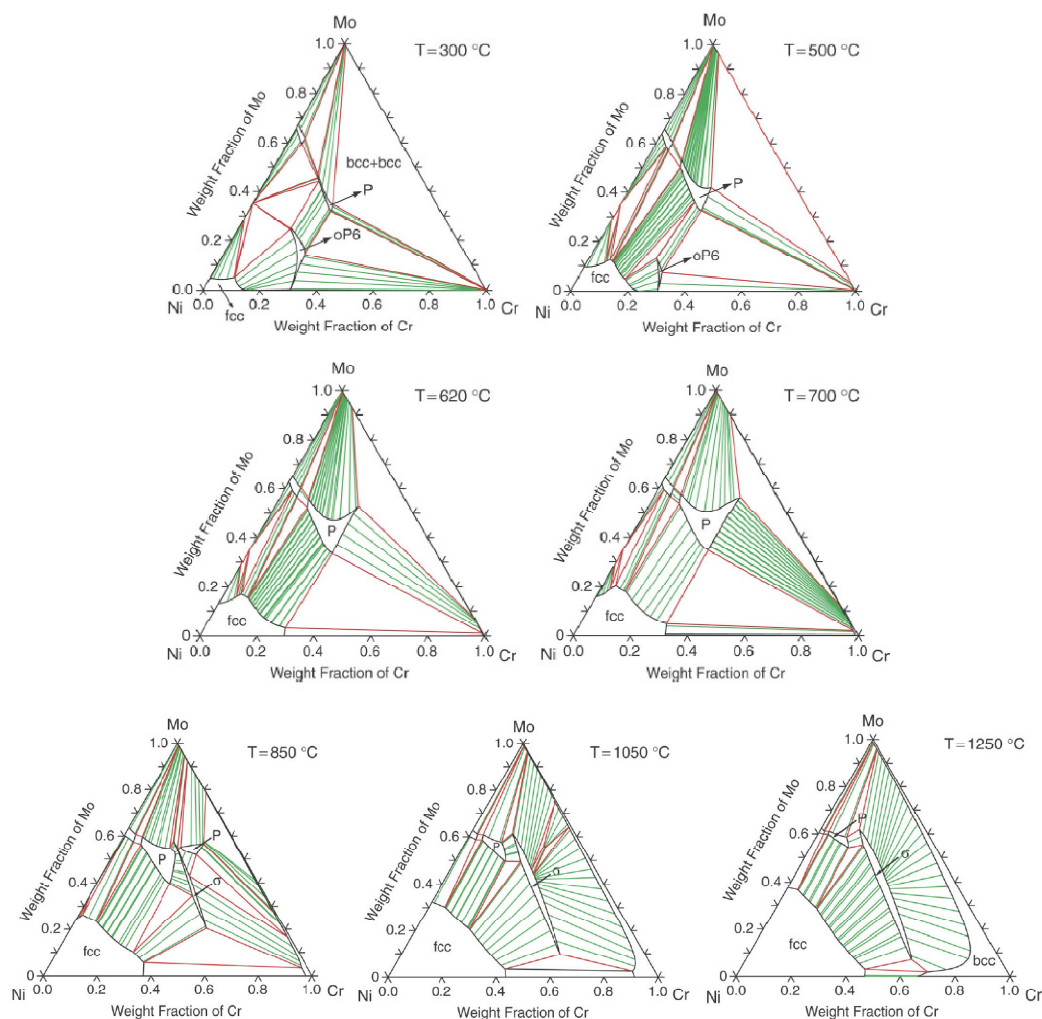 Mo
T=300 °C
1.0
0.8
0.6
0.4
0.2
0.0
Weight Fraction of Mo
bcc+bcc
P
oP6
fcc
Ni
0.0 0.2 0.4 0.6 0.8 1.0
Cr
Weight Fraction of Cr
Mo
T=500 °C
1.0
0.8
0.6
0.4
0.2
0
Weight Fraction of Mo
P
oP6
fcc
Ni
0.0 0.2 0.4 0.6 0.8 1.0
Cr
Weight Fraction of Cr
Mo
T=620 °C
1.0
0.8
0.6
0.4
0.2
0
Weight Fraction of Mo
P
fcc
Ni
0.0 0.2 0.4 0.6 0.8 1.0
Cr
Weight Fraction of Cr
Mo
T=700 °C
1.0
0.8
0.6
0.4
0.2
0
Weight Fraction of Mo
P
fcc
Ni
0.0 0.2 0.4 0.6 0.8 1.0
Cr
Weight Fraction of Cr
Mo
T=850 °C
1.0
0.8
0.6
0.4
0.2
0
Weight Fraction of Mo
P
P
σ
fcc
Ni
0.0 0.2 0.4 0.6 0.8 1.0
Cr
Weight Fraction of Cr
Mo
T=1050 °C
1.0
0.8
0.6
0.4
0.2
0
Weight Fraction of Mo
P
σ
fcc
Ni
0.0 0.2 0.4 0.6 0.8 1.0
Cr
Weight Fraction of Cr
Mo
T=1250 °C
1.0
0.8
0.6
0.4
0.2
0
Weight Fraction of Mo
P
σ
fcc
bcc
Ni
0.0 0.2 0.4 0.6 0.8 1.0
Cr
Weight Fraction of Cr